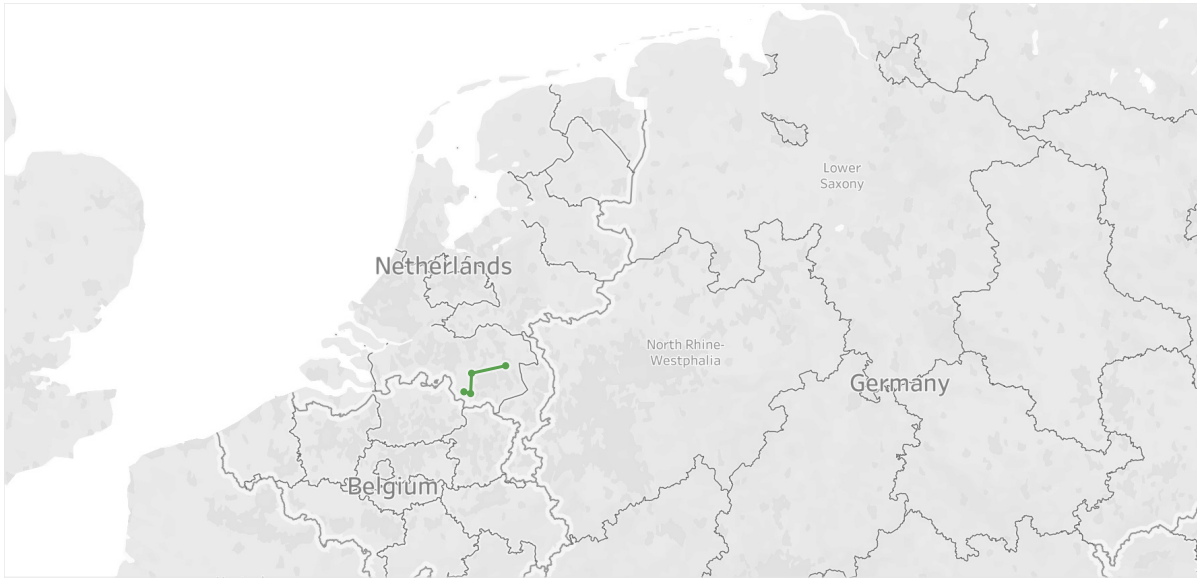 Lower
Saxony
Netherlands
North Rhine-
Westphalia
Germany
Belgium